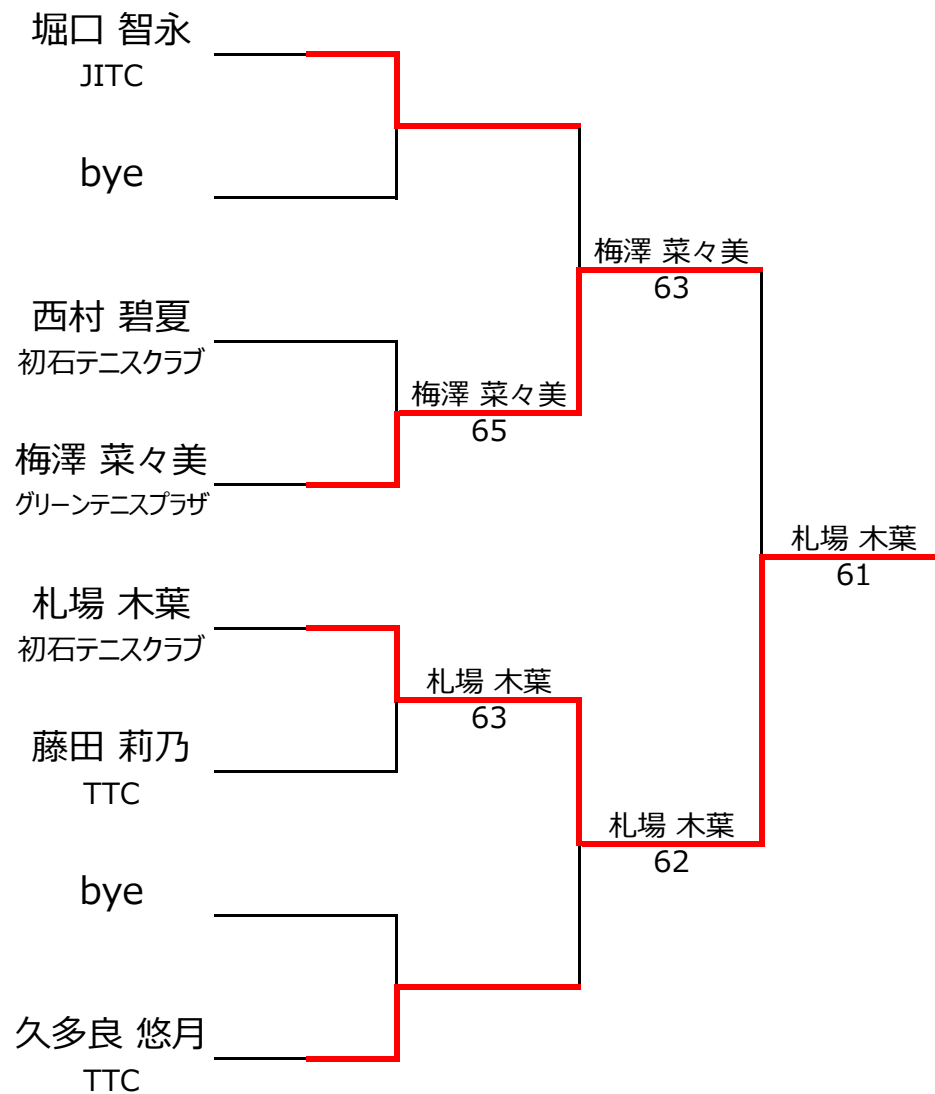 堀口 智永
JITC
bye
西村 碧夏
初石テニスクラブ
梅澤 菜々美
グリーンテニスプラザ
札場 木葉
初石テニスクラブ
藤田 莉乃
TTC
bye
久多良 悠月
TTC
梅澤 菜々美
65
札場 木葉
63
梅澤 菜々美
63
札場 木葉
62
札場 木葉
61